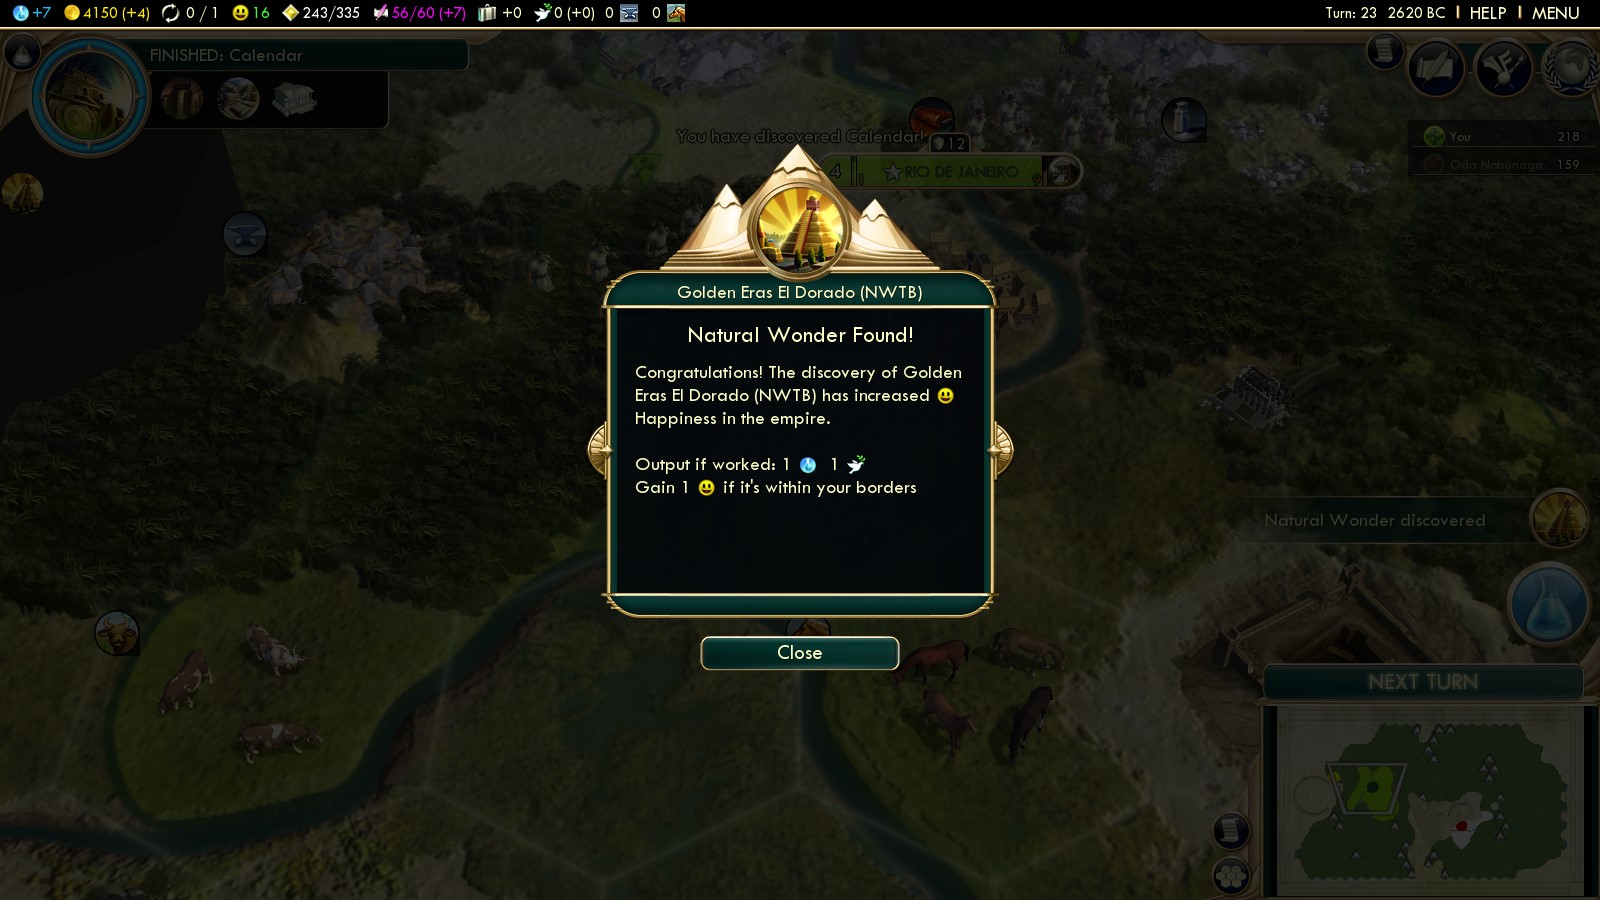 +7 4150 (+4) 0 / 1 16 243/335 56/60 (+7) +0 0 (+0) 0 0 Turn: 23 2620 BC HELP MENU
FINISHED: Calendar
You have discovered Calendar!
12
4 RIO DE JANEIRO
You 218
Oda Nobunaga 159
Golden Eras El Dorado (NWTB)
Natural Wonder Found!
Congratulations! The discovery of Golden
Eras El Dorado (NWTB) has increased
Happiness in the empire.
Output if worked: 1 1
Gain 1 if it's within your borders
Natural Wonder discovered
Close
NEXT TURN